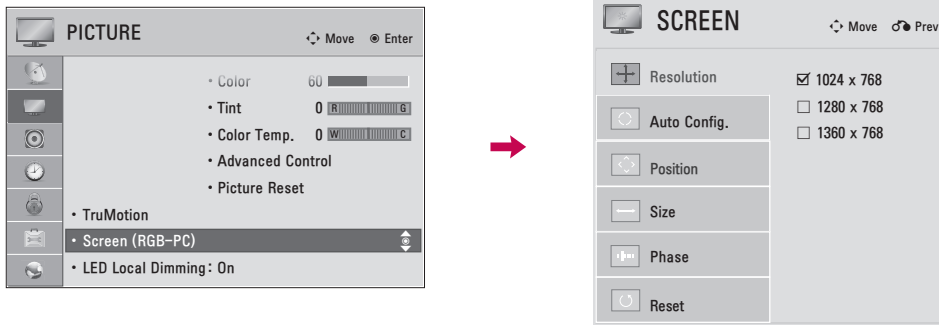 PICTURE
Move
Enter
• Color 60
• Tint 0 R G
• Color Temp. 0 W C
• Advanced Control
• Picture Reset
• TruMotion
• Screen (RGB-PC)
• LED Local Dimming: On
SCREEN
Move
Prev
Resolution
Auto Config.
Position
Size
Phase
Reset
☑ 1024 x 768
☐ 1280 x 768
☐ 1360 x 768